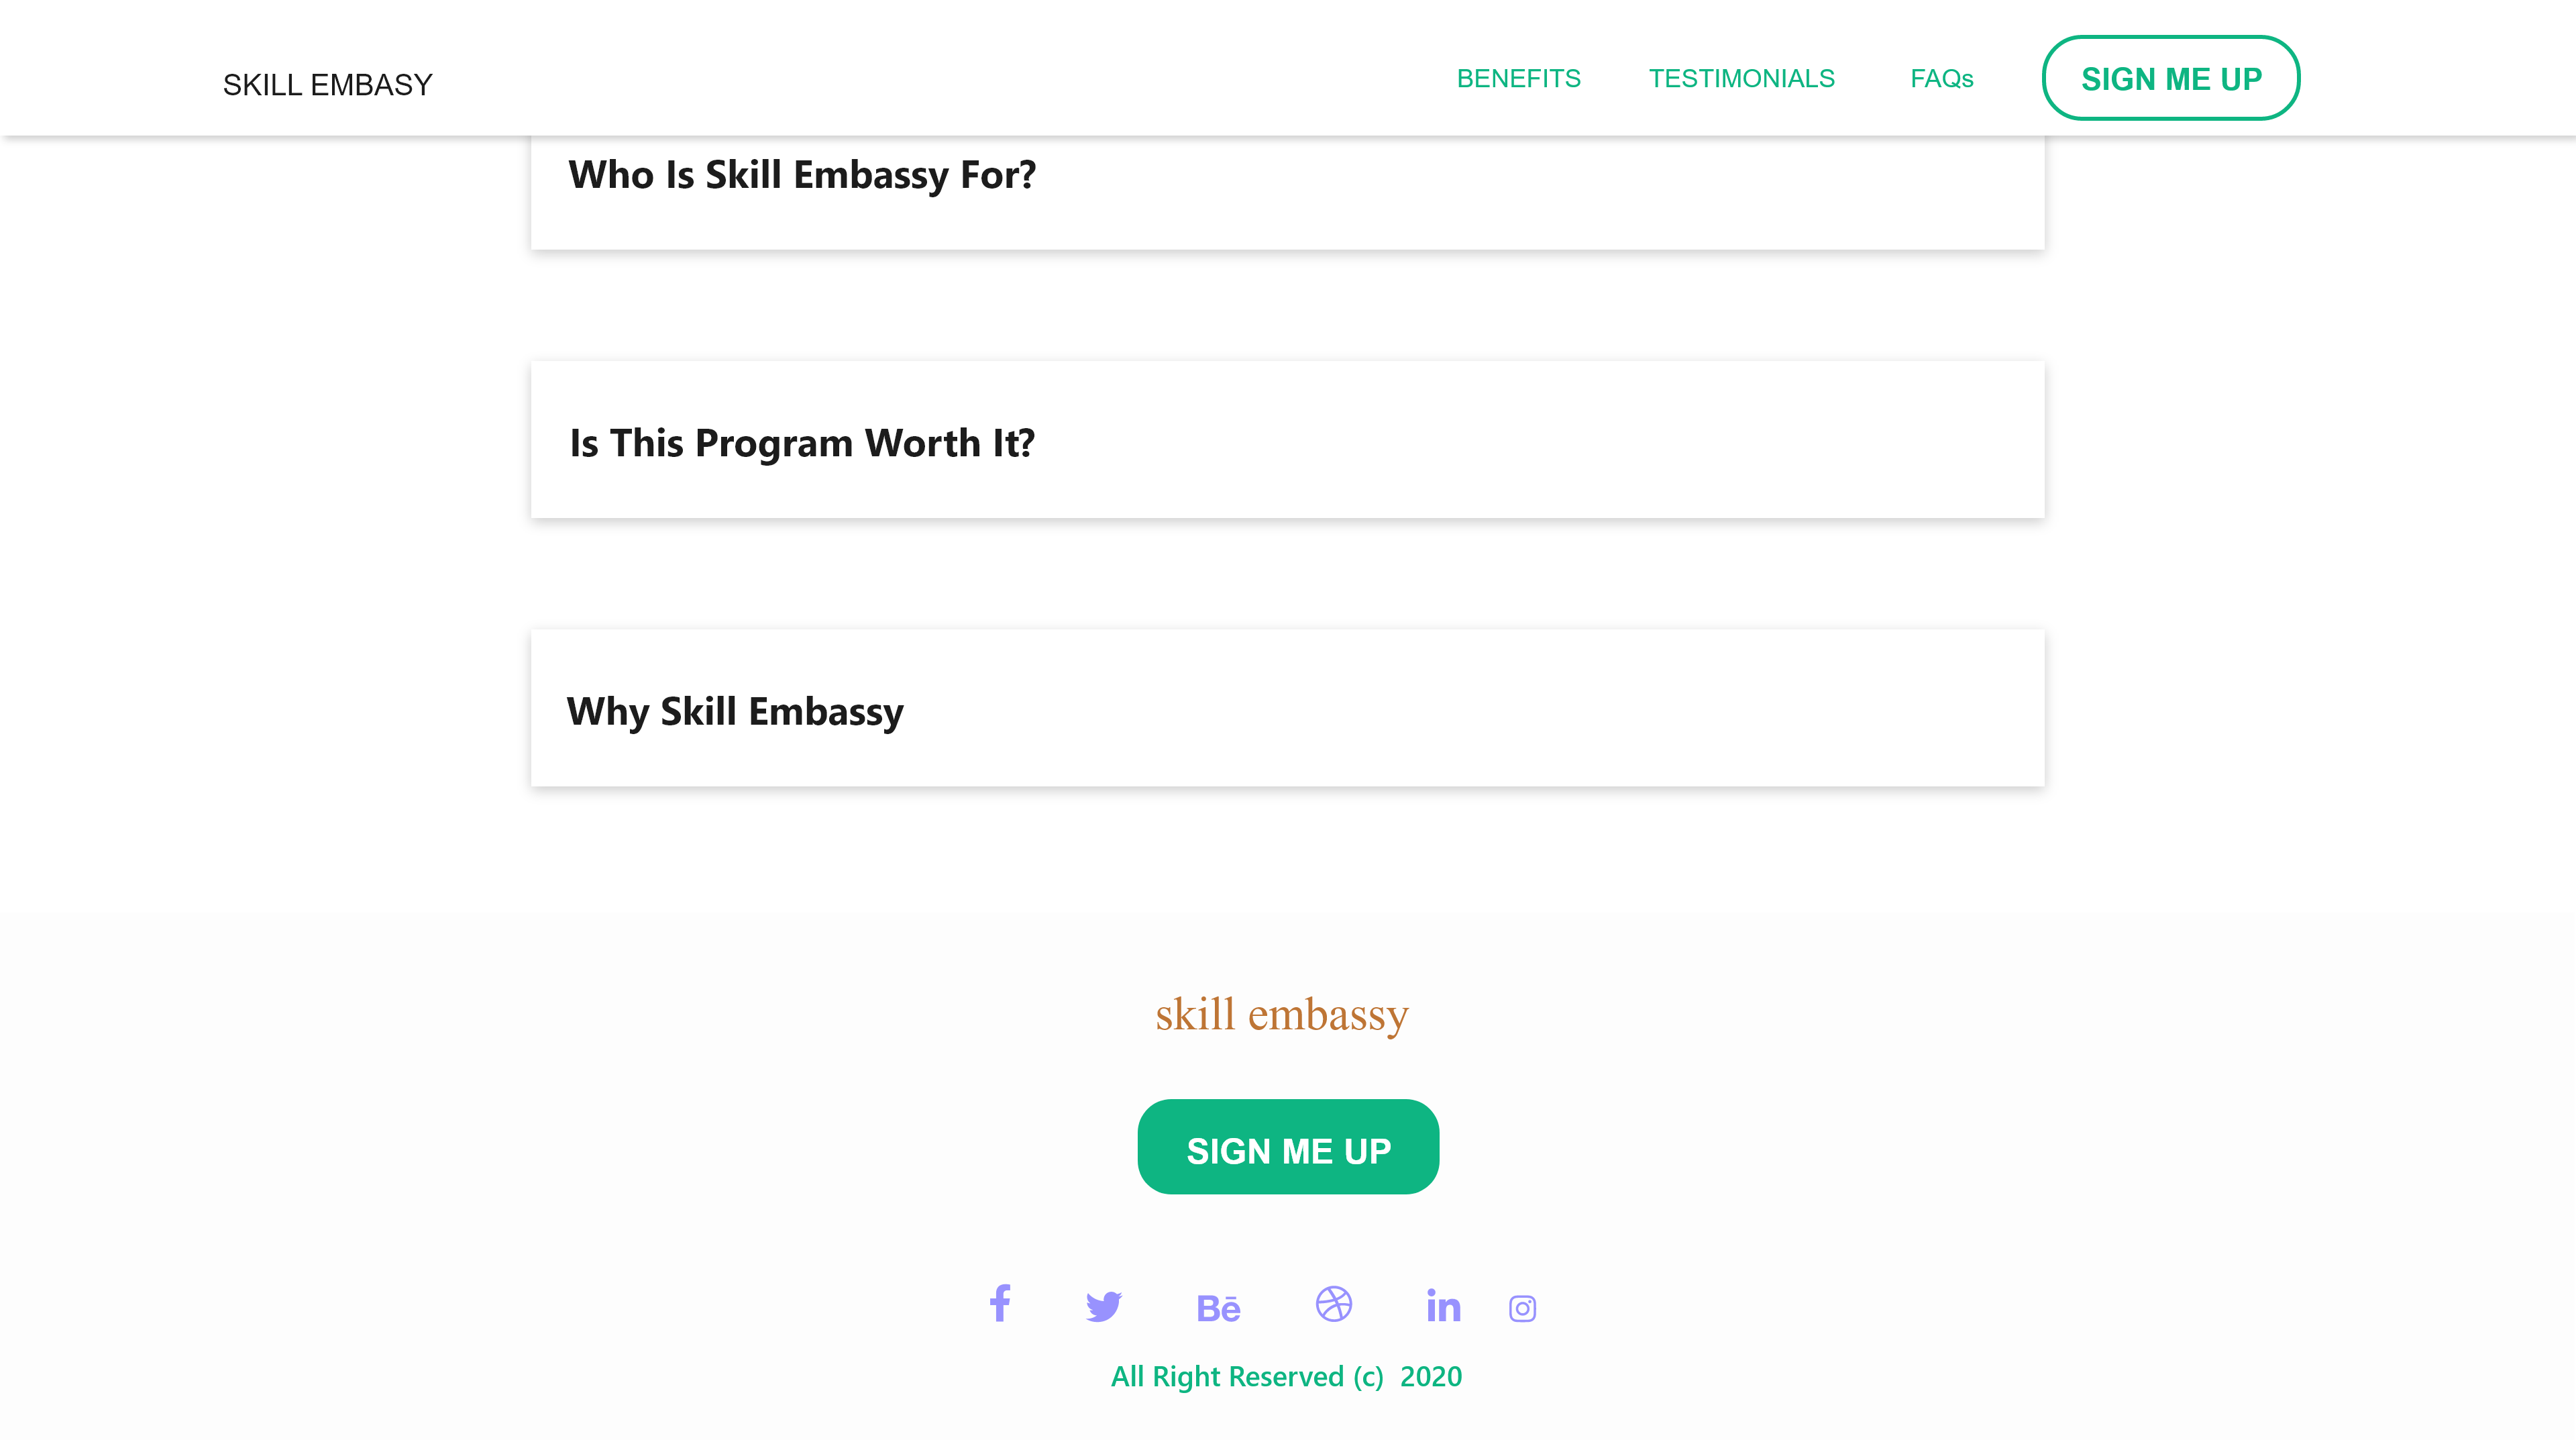 SKILL EMBASY
BENEFITS
TESTIMONIALS
FAQs
SIGN ME UP
Who Is Skill Embassy For?
Is This Program Worth It?
Why Skill Embassy
skill embassy
SIGN ME UP
Bē
in
All Right Reserved (c) 2020